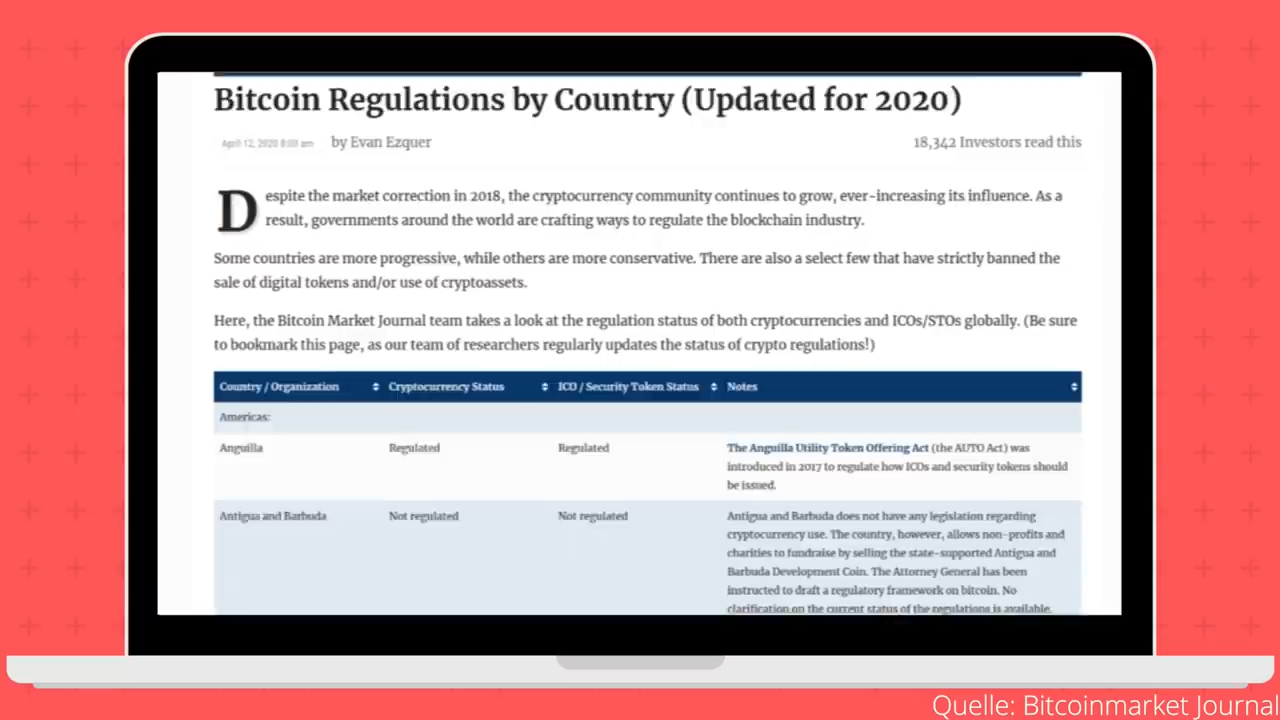 Bitcoin Regulations by Country (Updated for 2020)
April 12, 2020 8:00 am by Evan Ezquer 18,342 Investors read this
Despite the market correction in 2018, the cryptocurrency community continues to grow, ever-increasing its influence. As a
result, governments around the world are crafting ways to regulate the blockchain industry.
Some countries are more progressive, while others are more conservative. There are also a select few that have strictly banned the
sale of digital tokens and/or use of cryptoassets.
Here, the Bitcoin Market Journal team takes a look at the regulation status of both cryptocurrencies and ICOs/STOs globally. (Be sure
to bookmark this page, as our team of researchers regularly updates the status of crypto regulations!)
Country / Organization Cryptocurrency Status ICO / Security Token Status Notes
Americas:
Anguilla Regulated Regulated The Anguilla Utility Token Offering Act (the AUTO Act) was
introduced in 2017 to regulate how ICOs and security tokens should
be issued.
Antigua and Barbuda Not regulated Not regulated Antigua and Barbuda does not have any legislation regarding
cryptocurrency use. The country, however, allows non-profits and
charities to fundraise by selling the state-supported Antigua and
Barbuda Development Coin. The Attorney General has been
instructed to draft a regulatory framework on bitcoin. No
clarification on the current status of the regulations is available.
Quelle: Bitcoinmarket Journal